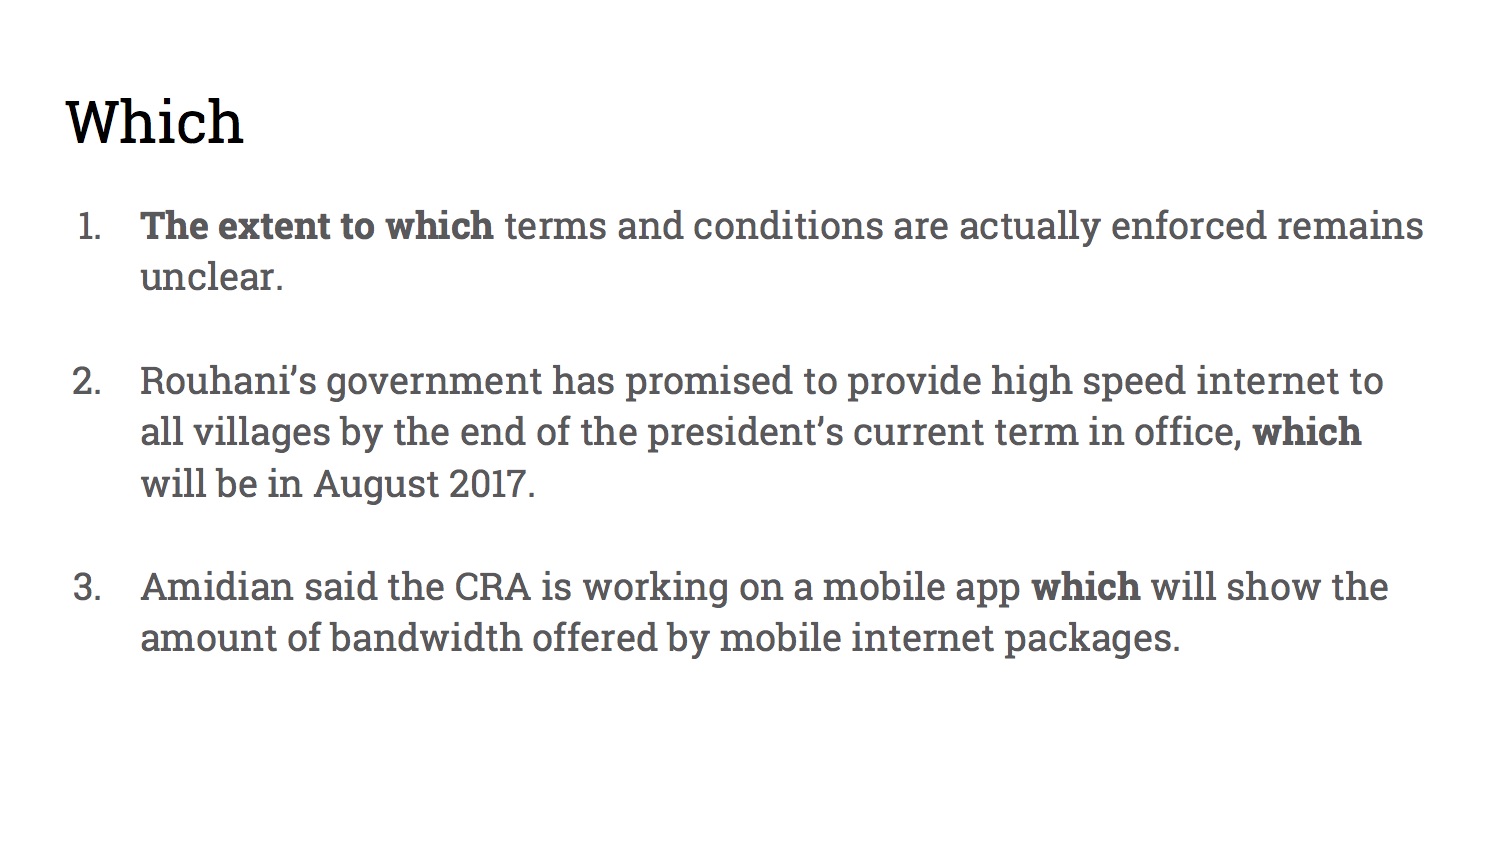 Which
1. The extent to which terms and conditions are actually enforced remains
unclear.
2. Rouhani’s government has promised to provide high speed internet to
all villages by the end of the president’s current term in office, which
will be in August 2017.
3. Amidian said the CRA is working on a mobile app which will show the
amount of bandwidth offered by mobile internet packages.